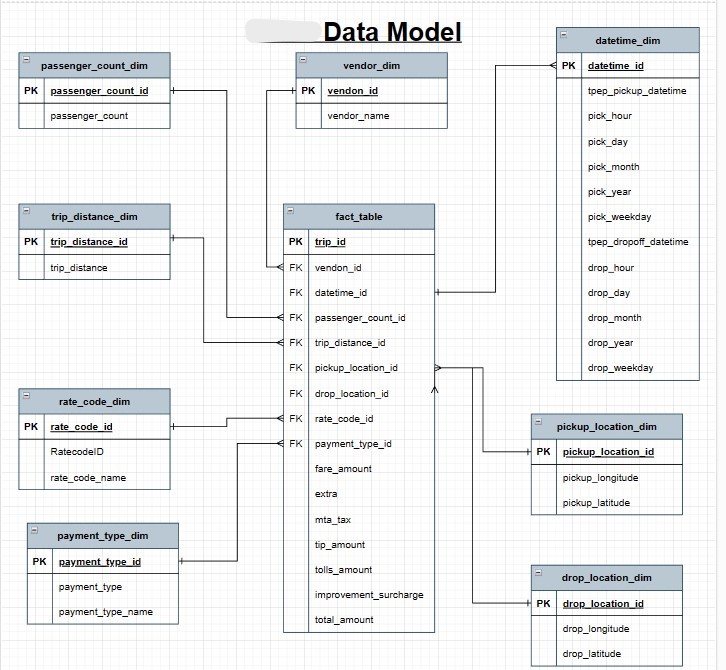 Data Model
passenger_count_dim
PK passenger_count_id
passenger_count
vendor_dim
PK vendon_id
vendor_name
datetime_dim
PK datetime_id
tpep_pickup_datetime
pick_hour
pick_day
pick_month
pick_year
pick_weekday
tpep_dropoff_datetime
drop_hour
drop_day
drop_month
drop_year
drop_weekday
trip_distance_dim
PK trip_distance_id
trip_distance
fact_table
PK trip_id
FK vendon_id
FK datetime_id
FK passenger_count_id
FK trip_distance_id
FK pickup_location_id
FK drop_location_id
FK rate_code_id
FK payment_type_id
fare_amount
extra
mta_tax
tip_amount
tolls_amount
improvement_surcharge
total_amount
rate_code_dim
PK rate_code_id
RatecodeID
rate_code_name
pickup_location_dim
PK pickup_location_id
pickup_longitude
pickup_latitude
payment_type_dim
PK payment_type_id
payment_type
payment_type_name
drop_location_dim
PK drop_location_id
drop_longitude
drop_latitude